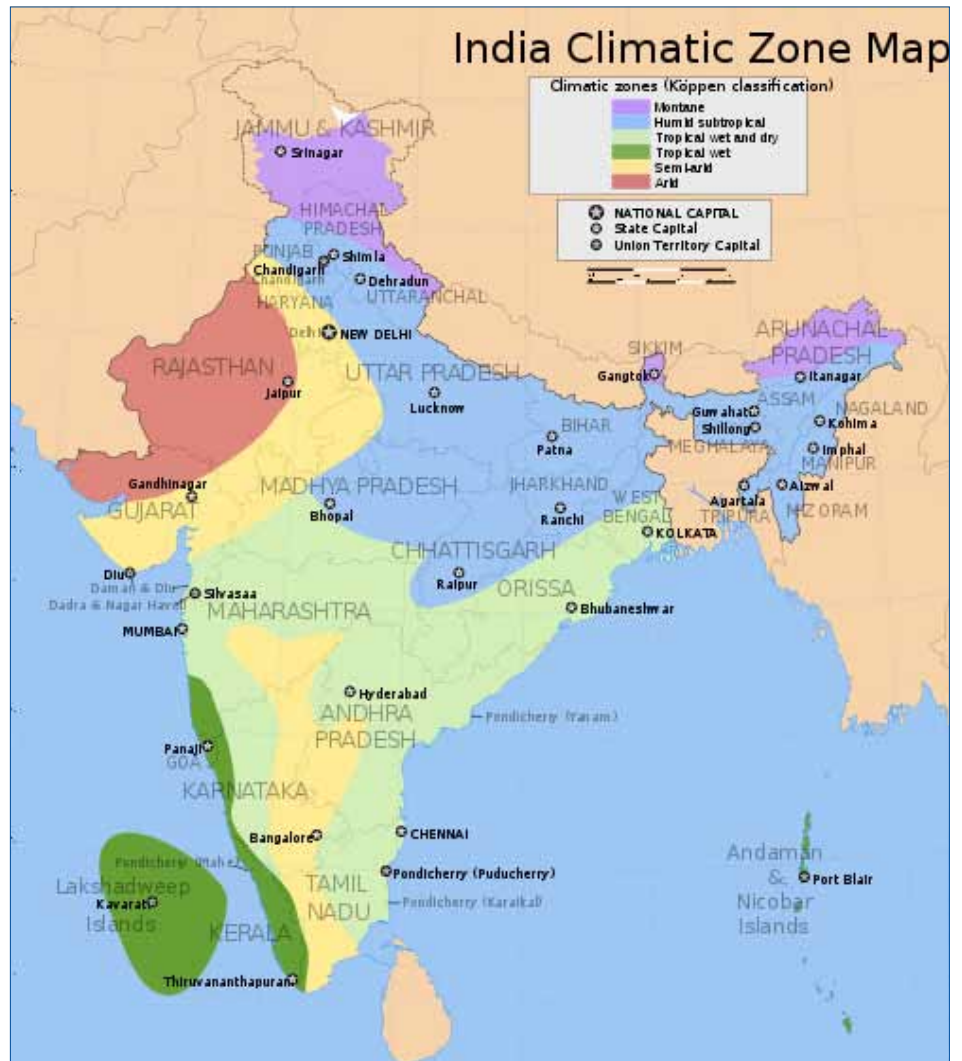 India Climatic Zone Map
Climatic zones (Köppen classification)
Montane
Humid subtropical
Tropical wet and dry
Tropical wet
Semi-arid
Arid
NATIONAL CAPITAL
State Capital
Union Territory Capital
JAMMU & KASHMIR
Srinagar
HIMACHAL
PRADESH
PUNJAB
Shimla
Chandigarh
Chandigarh
Dehradun
UTTARANCHAL
HARYANA
Delhi
NEW DELHI
ARUNACHAL
PRADESH
SIKKIM
RAJASTHAN
UTTAR PRADESH
Gangtok
Itanagar
Jaipur
Lucknow
ASSAM
NAGALAND
Guwahati
Kohima
BIHAR
Shillong
Patna
MEGHALAYA
Imphal
MANIPUR
Gandhinagar
MADHYA PRADESH
JHARKHAND
Agartala
Aizwal
GUJARAT
Bhopal
Ranchi
WEST
BENGAL
TRIPURA
MIZORAM
KOLKATA
CHHATTISGARH
Diu
Raipur
ORISSA
Daman & Diu
Silvasaa
Dadra & Nagar Haveli
MAHARASHTRA
Bhubaneshwar
MUMBAI
Hyderabad
ANDHRA
PRADESH
Pondicherry (Yanam)
Panaji
GOA
KARNATAKA
Bangalore
CHENNAI
Pondicherry (Mahe)
Pondicherry (Puducherry)
Andaman
&
Nicobar
Islands
Port Blair
Lakshadweep
Islands
Kavarati
TAMIL
NADU
Pondicherry (Karaikal)
KERALA
Thiruvananthapuram